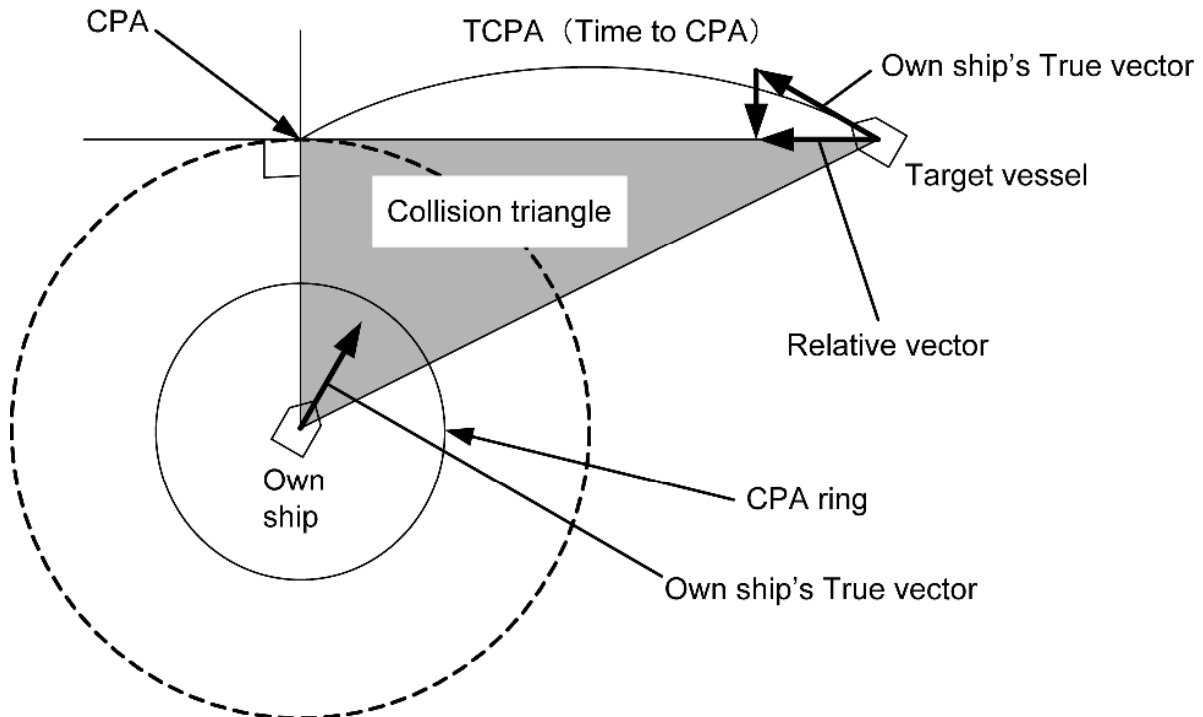 CPA
TCPA（Time to CPA）
Own ship's True vector
Target vessel
Collision triangle
Relative vector
Own
ship
CPA ring
Own ship's True vector